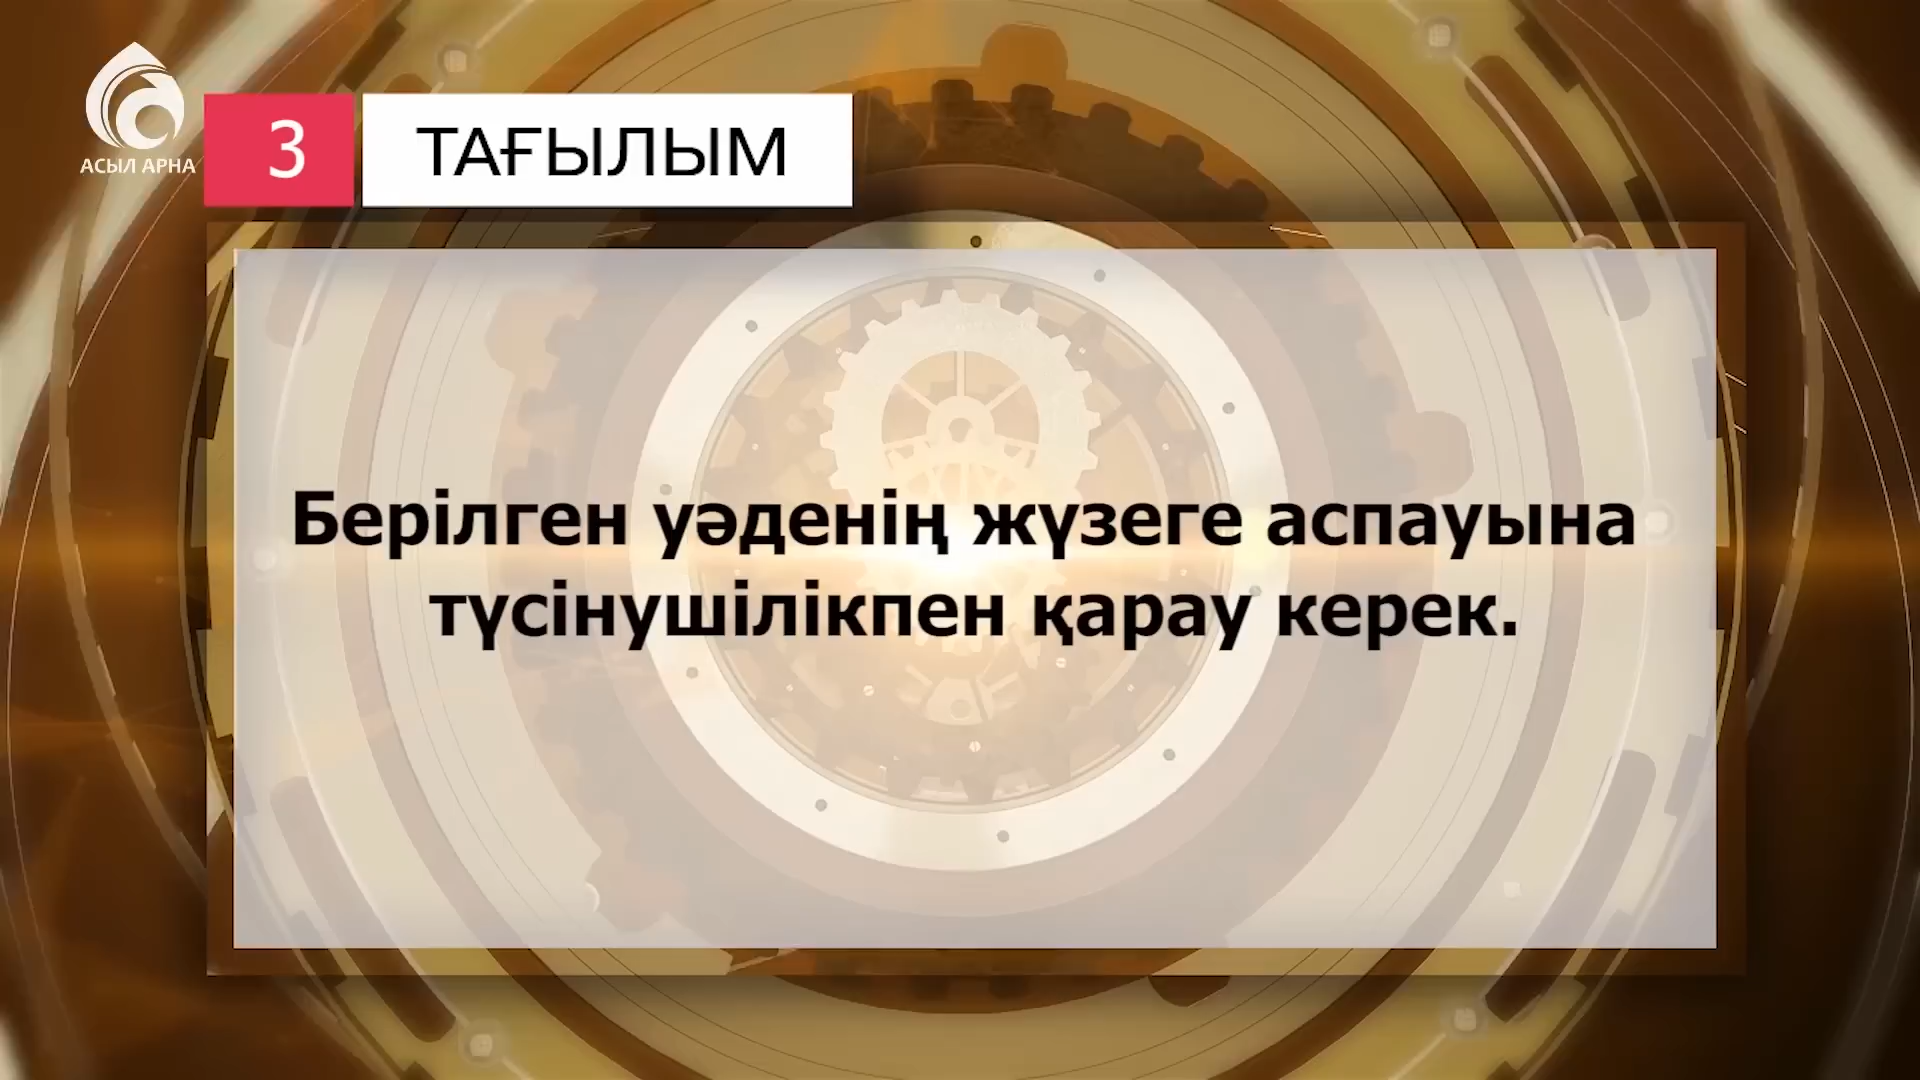 АСЫЛ АРНА
3 ТАҒЫЛЫМ
Берілген уәденің жүзеге аспауына
түсінушілікпен қарау керек.